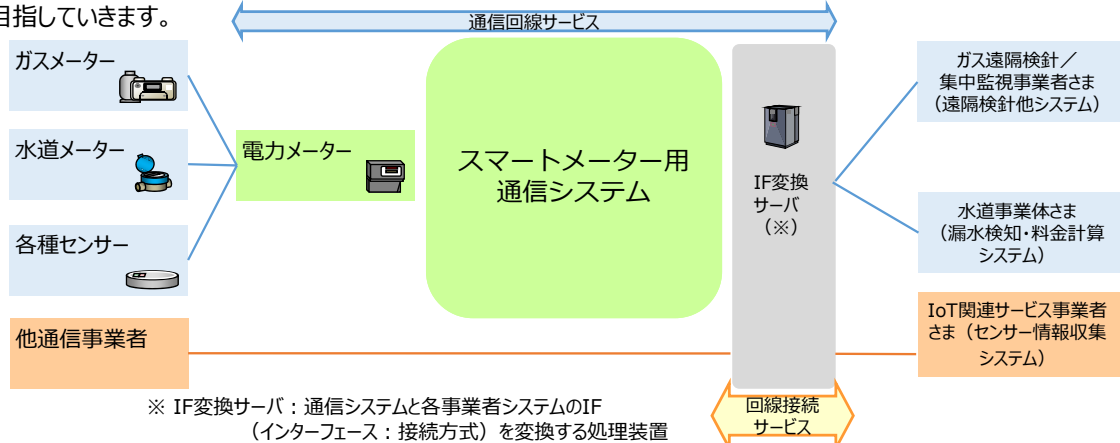 目指していきます。
通信回線サービス
ガスメーター
水道メーター
各種センサー
他通信事業者
電力メーター
スマートメーター用
通信システム
IF変換
サーバ
（※）
ガス遠隔検針／
集中監視事業者さま
（遠隔検針他システム）
水道事業体さま
（漏水検知・料金計算
システム）
IoT関連サービス事業者
さま（センサー情報収集
システム）
回線接続
サービス
※ IF変換サーバ：通信システムと各事業者システムのIF
（インターフェース：接続方式）を変換する処理装置